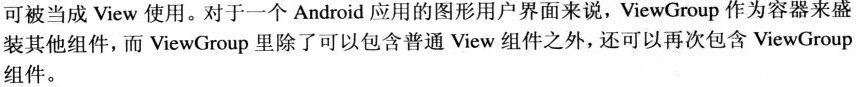 可被当成 View 使用。对于一个 Android 应用的图形用户界面来说，ViewGroup 作为容器来盛
装其他组件，而 ViewGroup 里除了可以包含普通 View 组件之外，还可以再次包含 ViewGroup
组件。